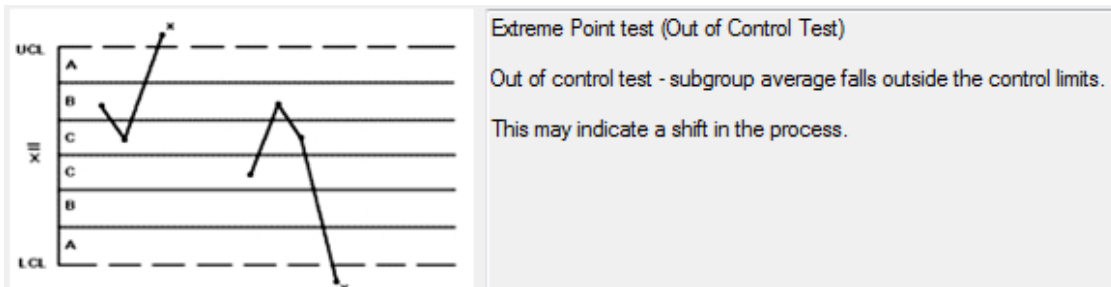 Extreme Point test (Out of Control Test)
Out of control test - subgroup average falls outside the control limits.
This may indicate a shift in the process.
UCL
A
B
C
C
B
A
LCL
x